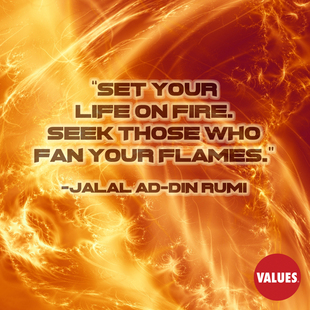 "SET YOUR
LIFE ON FIRE.
SEEK THOSE WHO
FAN YOUR FLAMES."
-JALAL AD-DIN RUMI
VALUES.